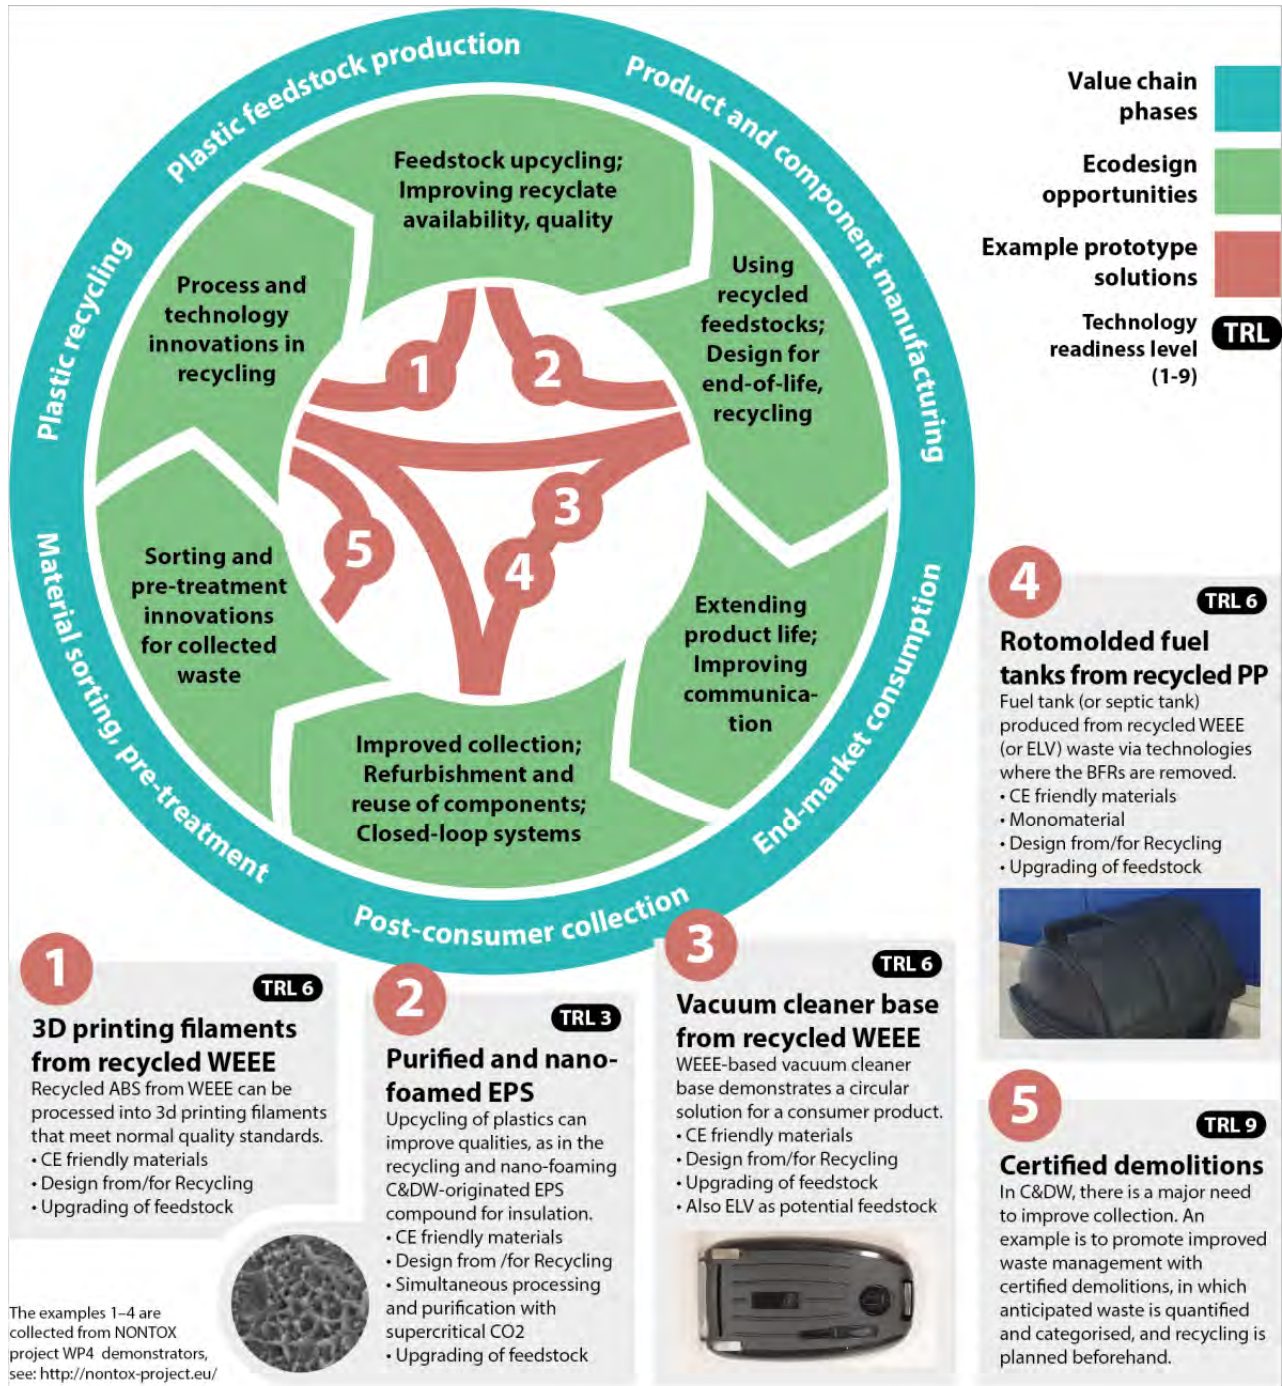 Plastic feedstock production
Product and component manufacturing
End-market consumption
Post-consumer collection
Material sorting, pre-treatment
Plastic recycling
Feedstock upcycling;
Improving recyclate
availability, quality
Using
recycled
feedstocks;
Design for
end-of-life,
recycling
Extending
product life;
Improving
communica-
tion
Improved collection;
Refurbishment and
reuse of components;
Closed-loop systems
Sorting and
pre-treatment
innovations
for collected
waste
Process and
technology
innovations in
recycling
1
2
3
4
5
Value chain
phases
Ecodesign
opportunities
Example prototype
solutions
Technology
readiness level
(1-9)
TRL
1
TRL 6
3D printing filaments
from recycled WEEE
Recycled ABS from WEEE can be
processed into 3d printing filaments
that meet normal quality standards.
• CE friendly materials
• Design from/for Recycling
• Upgrading of feedstock
The examples 1–4 are
collected from NONTOX
project WP4 demonstrators,
see: http://nontox-project.eu/
2
TRL 3
Purified and nano-
foamed EPS
Upcycling of plastics can
improve qualities, as in the
recycling and nano-foaming
C&DW-originated EPS
compound for insulation.
• CE friendly materials
• Design from /for Recycling
• Simultaneous processing
and purification with
supercritical CO2
• Upgrading of feedstock
3
TRL 6
Vacuum cleaner base
from recycled WEEE
WEEE-based vacuum cleaner
base demonstrates a circular
solution for a consumer product.
• CE friendly materials
• Design from/for Recycling
• Upgrading of feedstock
• Also ELV as potential feedstock
4
TRL 6
Rotomolded fuel
tanks from recycled PP
Fuel tank (or septic tank)
produced from recycled WEEE
(or ELV) waste via technologies
where the BFRs are removed.
• CE friendly materials
• Monomaterial
• Design from/for Recycling
• Upgrading of feedstock
5
TRL 9
Certified demolitions
In C&DW, there is a major need
to improve collection. An
example is to promote improved
waste management with
certified demolitions, in which
anticipated waste is quantified
and categorised, and recycling is
planned beforehand.